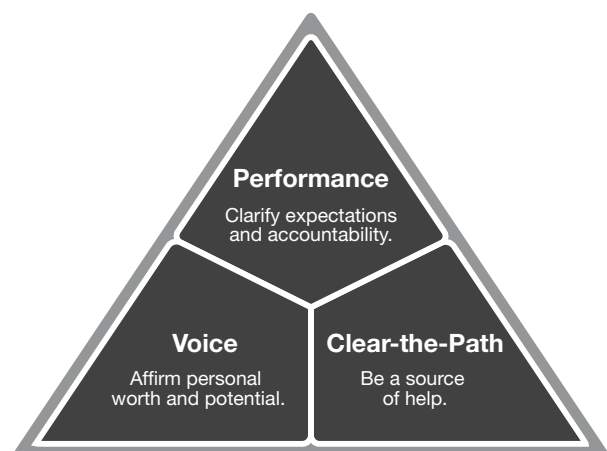 Performance
Clarify expectations
and accountability.
Voice
Affirm personal
worth and potential.
Clear-the-Path
Be a source
of help.